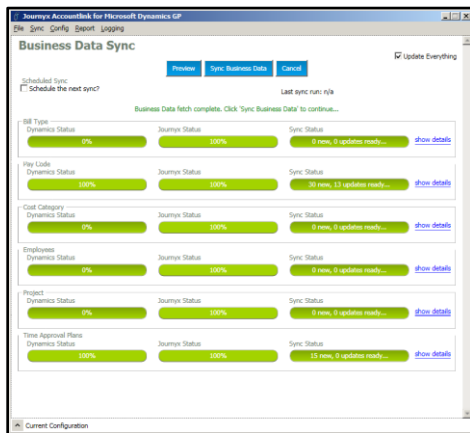 Journyx Accountlink for Microsoft Dynamics GP
File Sync Config Report Logging
Business Data Sync
Update Everything
Preview Sync Business Data Cancel
Scheduled Sync
Schedule the next sync?
Last sync run: n/a
Business Data fetch complete. Click 'Sync Business Data' to continue...
Bill Type
Dynamics Status Journyx Status Sync Status
0% 100% 0 new, 0 updates ready... show details
Pay Code
Dynamics Status Journyx Status Sync Status
100% 100% 30 new, 13 updates ready... show details
Cost Category
Dynamics Status Journyx Status Sync Status
0% 100% 0 new, 0 updates ready... show details
Employees
Dynamics Status Journyx Status Sync Status
0% 100% 0 new, 0 updates ready... show details
Project
Dynamics Status Journyx Status Sync Status
0% 100% 0 new, 0 updates ready... show details
Time Approval Plans
Dynamics Status Journyx Status Sync Status
100% 100% 15 new, 0 updates ready... show details
Current Configuration